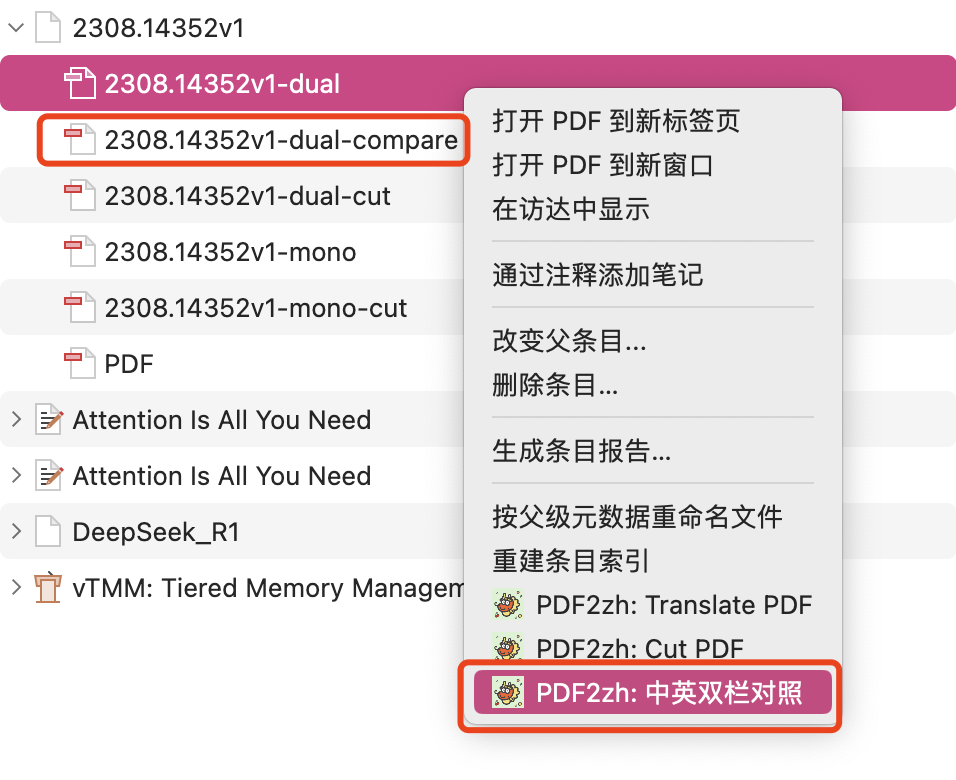 2308.14352v1
2308.14352v1-dual
2308.14352v1-dual-compare
2308.14352v1-dual-cut
2308.14352v1-mono
2308.14352v1-mono-cut
PDF
Attention Is All You Need
Attention Is All You Need
DeepSeek_R1
vTMM: Tiered Memory Managem
打开 PDF 到新标签页
打开 PDF 到新窗口
在访达中显示
通过注释添加笔记
改变父条目...
删除条目...
生成条目报告...
按父级元数据重命名文件
重建条目索引
PDF2zh: Translate PDF
PDF2zh: Cut PDF
PDF2zh: 中英双栏对照